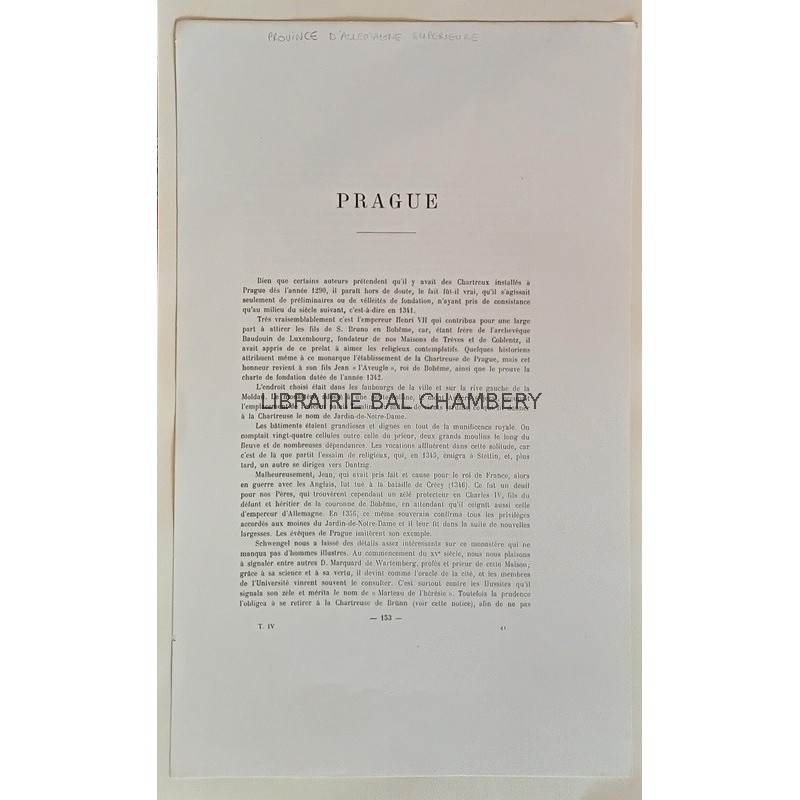 PROVINCE D'ALLEMAGNE SUPERIEURE
PRAGUE
Bien que certains auteurs prétendent qu'il y avait des Chartreux installés à
Prague dès l'année 1290, il paraît hors de doute, le fait fût-il vrai, qu'il s'agissait
seulement de préliminaires ou de velléités de fondation, n'ayant pris de consistance
qu'au milieu du siècle suivant, c'est-à-dire en 1341.
Très vraisemblablement c'est l'empereur Henri VII qui contribua pour une large
part à attirer les fils de S. Bruno en Bohême, car, étant frère de l'archevêque
Baudouin de Luxembourg, fondateur de nos Maisons de Trèves et de Coblentz, il
avait appris de ce prélat à aimer les religieux contemplatifs. Quelques historiens
attribuent même à ce monarque l'établissement de la Chartreuse de Prague, mais cet
honneur revient à son fils Jean « l'Aveugle », roi de Bohême, ainsi que le prouve la
charte de fondation datée de l'année 1342.
L'endroit choisi était dans les faubourgs de la ville et sur la rive gauche de la
LIBRAIRIE BAL CHAMBERY
à la Chartreuse le nom de Jardin-de-Notre-Dame.
Les bâtiments étaient grandioses et dignes en tout de la munificence royale. On
comptait vingt-quatre cellules outre celle du prieur, deux grands moulins le long du
fleuve et de nombreuses dépendances. Les vocations affluèrent dans cette solitude, car
c'est de là que partit l'essaim de religieux, qui, en 1345, émigra à Stettin, et, plus
tard, un autre se dirigea vers Dantzig.
Malheureusement, Jean, qui avait pris fait et cause pour le roi de France, alors
en guerre avec les Anglais, fut tué à la bataille de Crécy (1346). Ce fut un deuil
pour nos Pères, qui trouvèrent cependant un zélé protecteur en Charles IV, fils du
défunt et héritier de la couronne de Bohême, en attendant qu'il ceignît aussi celle
d'empereur d'Allemagne. En 1356, ce même souverain confirma tous les privilèges
accordés aux moines du Jardin-de-Notre-Dame et il leur fit dans la suite de nouvelles
largesses. Les évêques de Prague imitèrent son exemple.
Schwengel nous a laissé des détails assez intéressants sur ce monastère qui ne
manqua pas d'hommes illustres. Au commencement du XVe siècle, nous nous plaisons
à signaler entre autres D. Marquard de Wartemberg, profès et prieur de cette Maison;
grâce à sa science et à sa vertu, il devint comme l'oracle de la cité, et les membres
de l'Université vinrent souvent le consulter. C'est surtout contre les Hussites qu'il
signala son zèle et mérita le nom de « Marteau de l'hérésie ». Toutefois la prudence
l'obligea à se retirer à la Chartreuse de Brünn (voir cette notice), afin de ne pas
— 153 —
T. IV
41